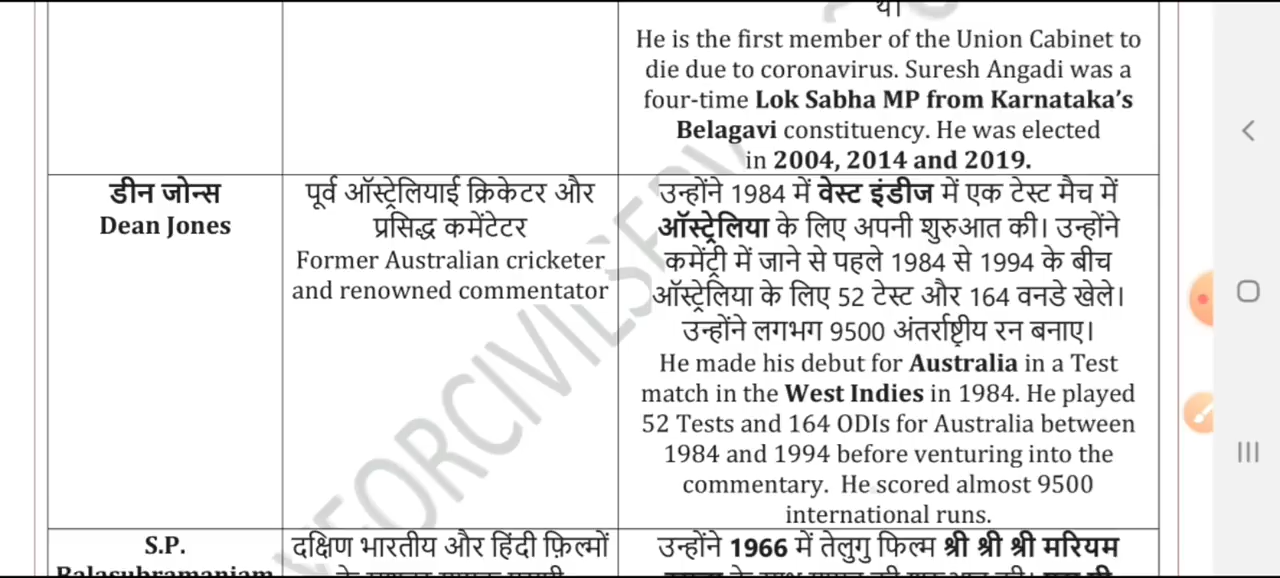 था।
He is the first member of the Union Cabinet to
die due to coronavirus. Suresh Angadi was a
four-time Lok Sabha MP from Karnataka's
Belagavi constituency. He was elected
in 2004, 2014 and 2019.
डीन जोन्स
Dean Jones
पूर्व ऑस्ट्रेलियाई क्रिकेटर और
प्रसिद्ध कमेंटेटर
Former Australian cricketer
and renowned commentator
उन्होंने 1984 में वेस्ट इंडीज में एक टेस्ट मैच में
ऑस्ट्रेलिया के लिए अपनी शुरुआत की। उन्होंने
कमेंट्री में जाने से पहले 1984 से 1994 के बीच
ऑस्ट्रेलिया के लिए 52 टेस्ट और 164 वनडे खेले।
उन्होंने लगभग 9500 अंतर्राष्ट्रीय रन बनाए।
He made his debut for Australia in a Test
match in the West Indies in 1984. He played
52 Tests and 164 ODIs for Australia between
1984 and 1994 before venturing into the
commentary. He scored almost 9500
international runs.
S.P.
Balasubramaniam
दक्षिण भारतीय और हिंदी फ़िल्मों
उन्होंने 1966 में तेलुगु फिल्म श्री श्री श्री मरियम